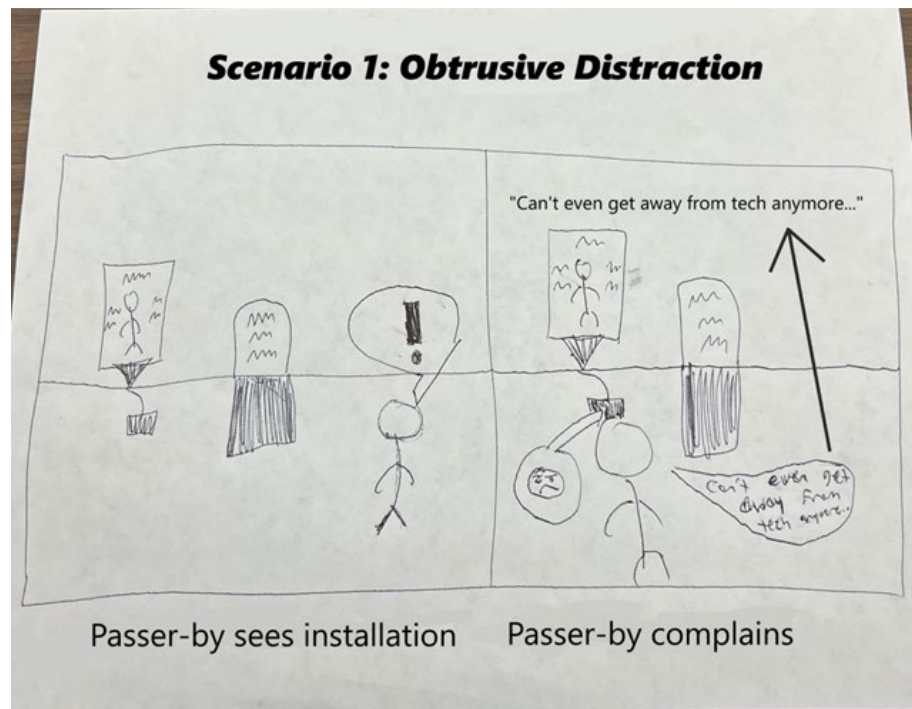 Scenario 1: Obtrusive Distraction
!
"Can't even get away from tech anymore..."
Can't even get
away from
tech anymore..
Passer-by sees installation
Passer-by complains